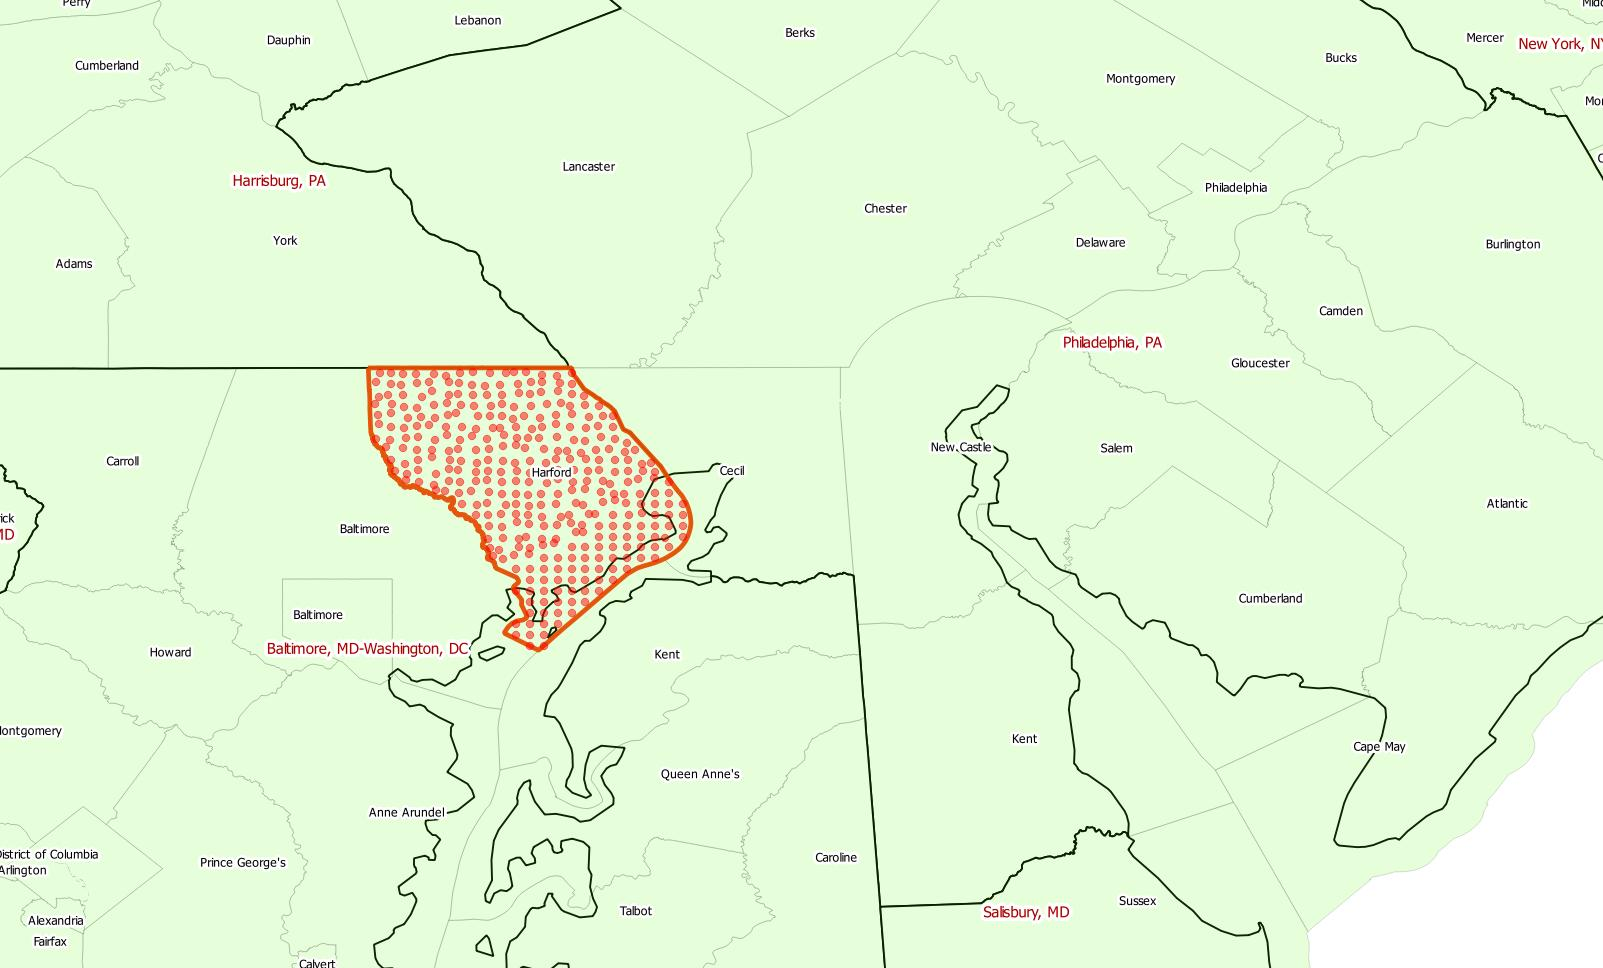 Perry
Lebanon
Berks
Dauphin
Mercer
New York, NY
Bucks
Cumberland
Montgomery
Lancaster
Harrisburg, PA
Philadelphia
Chester
York
Delaware
Burlington
Adams
Camden
Philadelphia, PA
Gloucester
New Castle
Salem
Carroll
Cecil
Harford
Atlantic
ick
MD
Baltimore
Cumberland
Baltimore
Baltimore, MD-Washington, DC
Howard
Kent
ontgomery
Kent
Cape May
Queen Anne's
Anne Arundel
District of Columbia
Arlington
Prince George's
Caroline
Sussex
Salisbury, MD
Talbot
Alexandria
Fairfax
Calvert